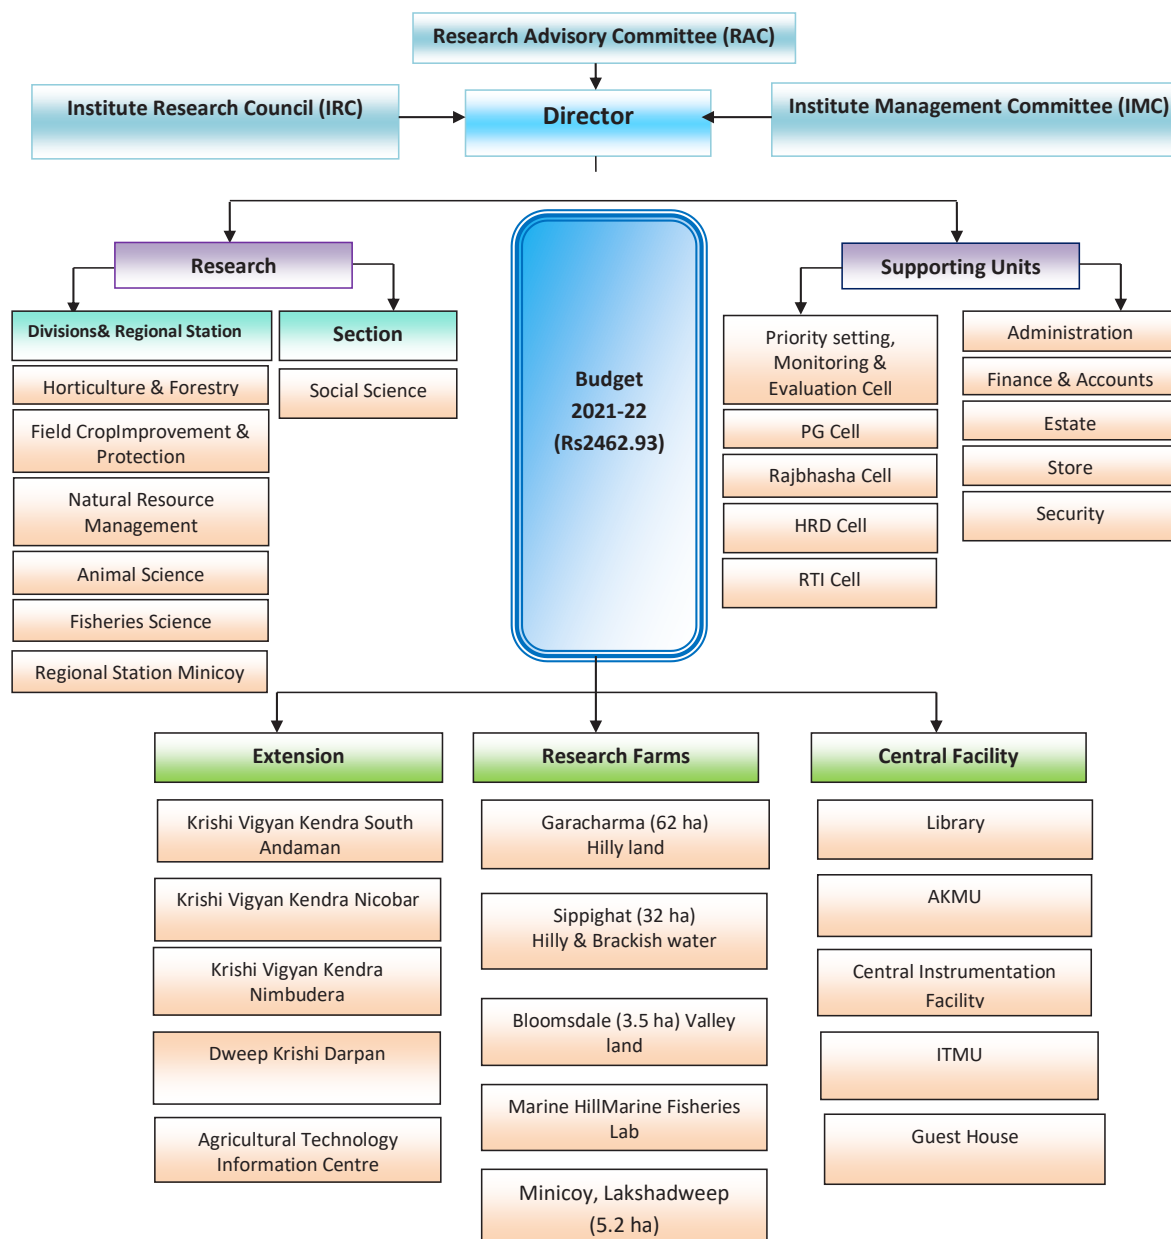 Research Advisory Committee (RAC)
Institute Research Council (IRC)
Director
Institute Management Committee (IMC)
Research
Supporting Units
Divisions& Regional Station
Section
Horticulture & Forestry
Social Science
Field CropImprovement &
Protection
Natural Resource
Management
Animal Science
Fisheries Science
Regional Station Minicoy
Budget
2021-22
(Rs2462.93)
Priority setting,
Monitoring &
Evaluation Cell
PG Cell
Rajbhasha Cell
HRD Cell
RTI Cell
Administration
Finance & Accounts
Estate
Store
Security
Extension
Krishi Vigyan Kendra South
Andaman
Krishi Vigyan Kendra Nicobar
Krishi Vigyan Kendra
Nimbudera
Dweep Krishi Darpan
Agricultural Technology
Information Centre
Research Farms
Garacharma (62 ha)
Hilly land
Sippighat (32 ha)
Hilly & Brackish water
Bloomsdale (3.5 ha) Valley
land
Marine HillMarine Fisheries
Lab
Minicoy, Lakshadweep
(5.2 ha)
Central Facility
Library
AKMU
Central Instrumentation
Facility
ITMU
Guest House